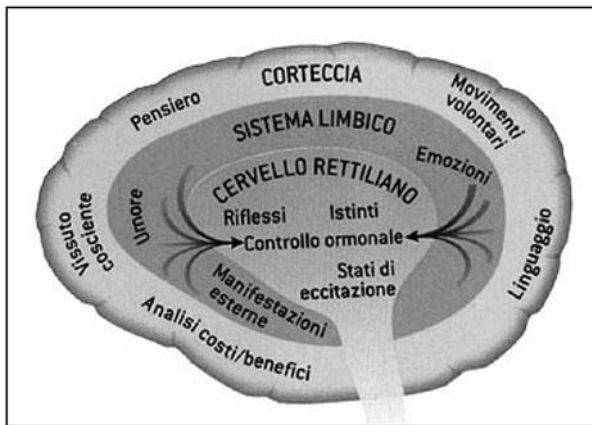 CORTECCIA
Pensiero
Movimenti
volontari
SISTEMA LIMBICO
Emozioni
CERVELLO RETTILIANO
Umore
Riflessi
Istinti
Controllo ormonale
Vissuto
cosciente
Linguaggio
Stati di
eccitazione
Manifestazioni
esterne
Analisi costi/benefici